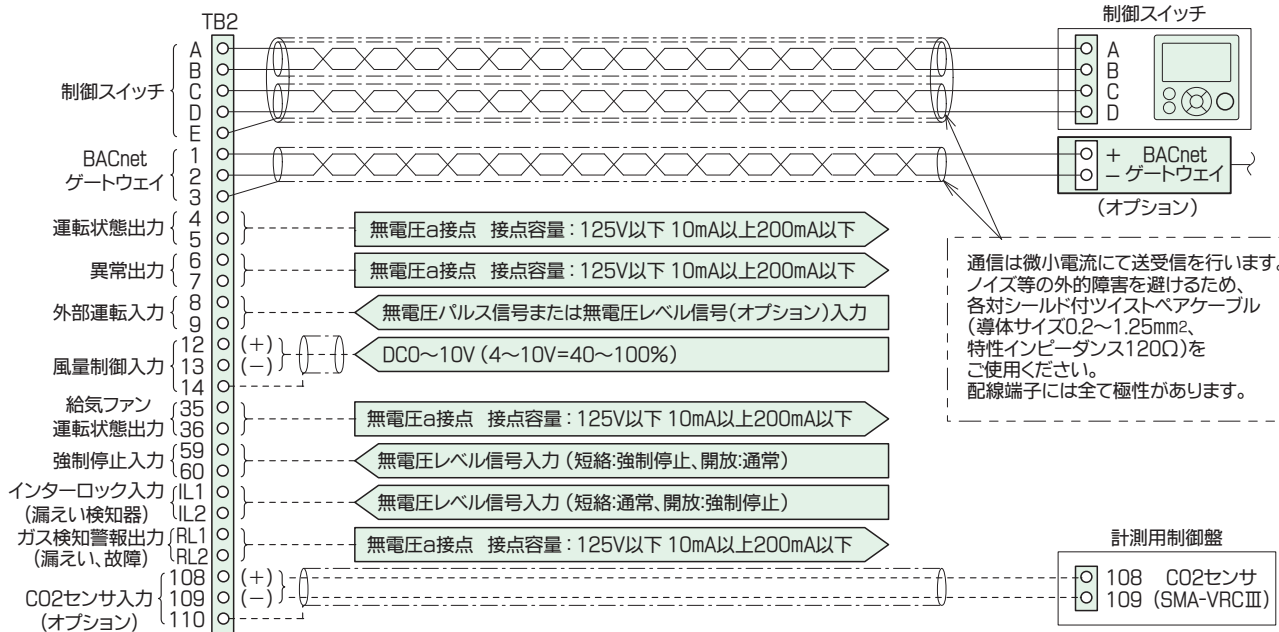 TB2
制御スイッチ
A
B
C
D
E
制御スイッチ
A
B
C
D
BACnet
ゲートウェイ
1
2
3
+ BACnet
− ゲートウェイ
(オプション)
運転状態出力
4
5
無電圧a接点 接点容量：125V以下 10mA以上200mA以下
異常出力
6
7
無電圧a接点 接点容量：125V以下 10mA以上200mA以下
外部運転入力
8
9
無電圧パルス信号または無電圧レベル信号(オプション)入力
風量制御入力
12 (+)
13 (−)
14
DC0〜10V (4〜10V=40〜100%)
通信は微小電流にて送受信を行います。
ノイズ等の外的障害を避けるため、
各対シールド付ツイストペアケーブル
(導体サイズ0.2〜1.25mm2、
特性インピーダンス120Ω)を
ご使用ください。
配線端子には全て極性があります。
給気ファン
運転状態出力
35
36
無電圧a接点 接点容量：125V以下 10mA以上200mA以下
強制停止入力
59
60
無電圧レベル信号入力 (短絡:強制停止、開放:通常)
インターロック入力
(漏えい検知器)
IL1
IL2
無電圧レベル信号入力 (短絡:通常、開放:強制停止)
ガス検知警報出力
(漏えい、故障)
RL1
RL2
無電圧a接点 接点容量：125V以下 10mA以上200mA以下
CO2センサ入力
(オプション)
108 (+)
109 (−)
110
計測用制御盤
108 CO2センサ
109 (SMA-VRCⅢ)